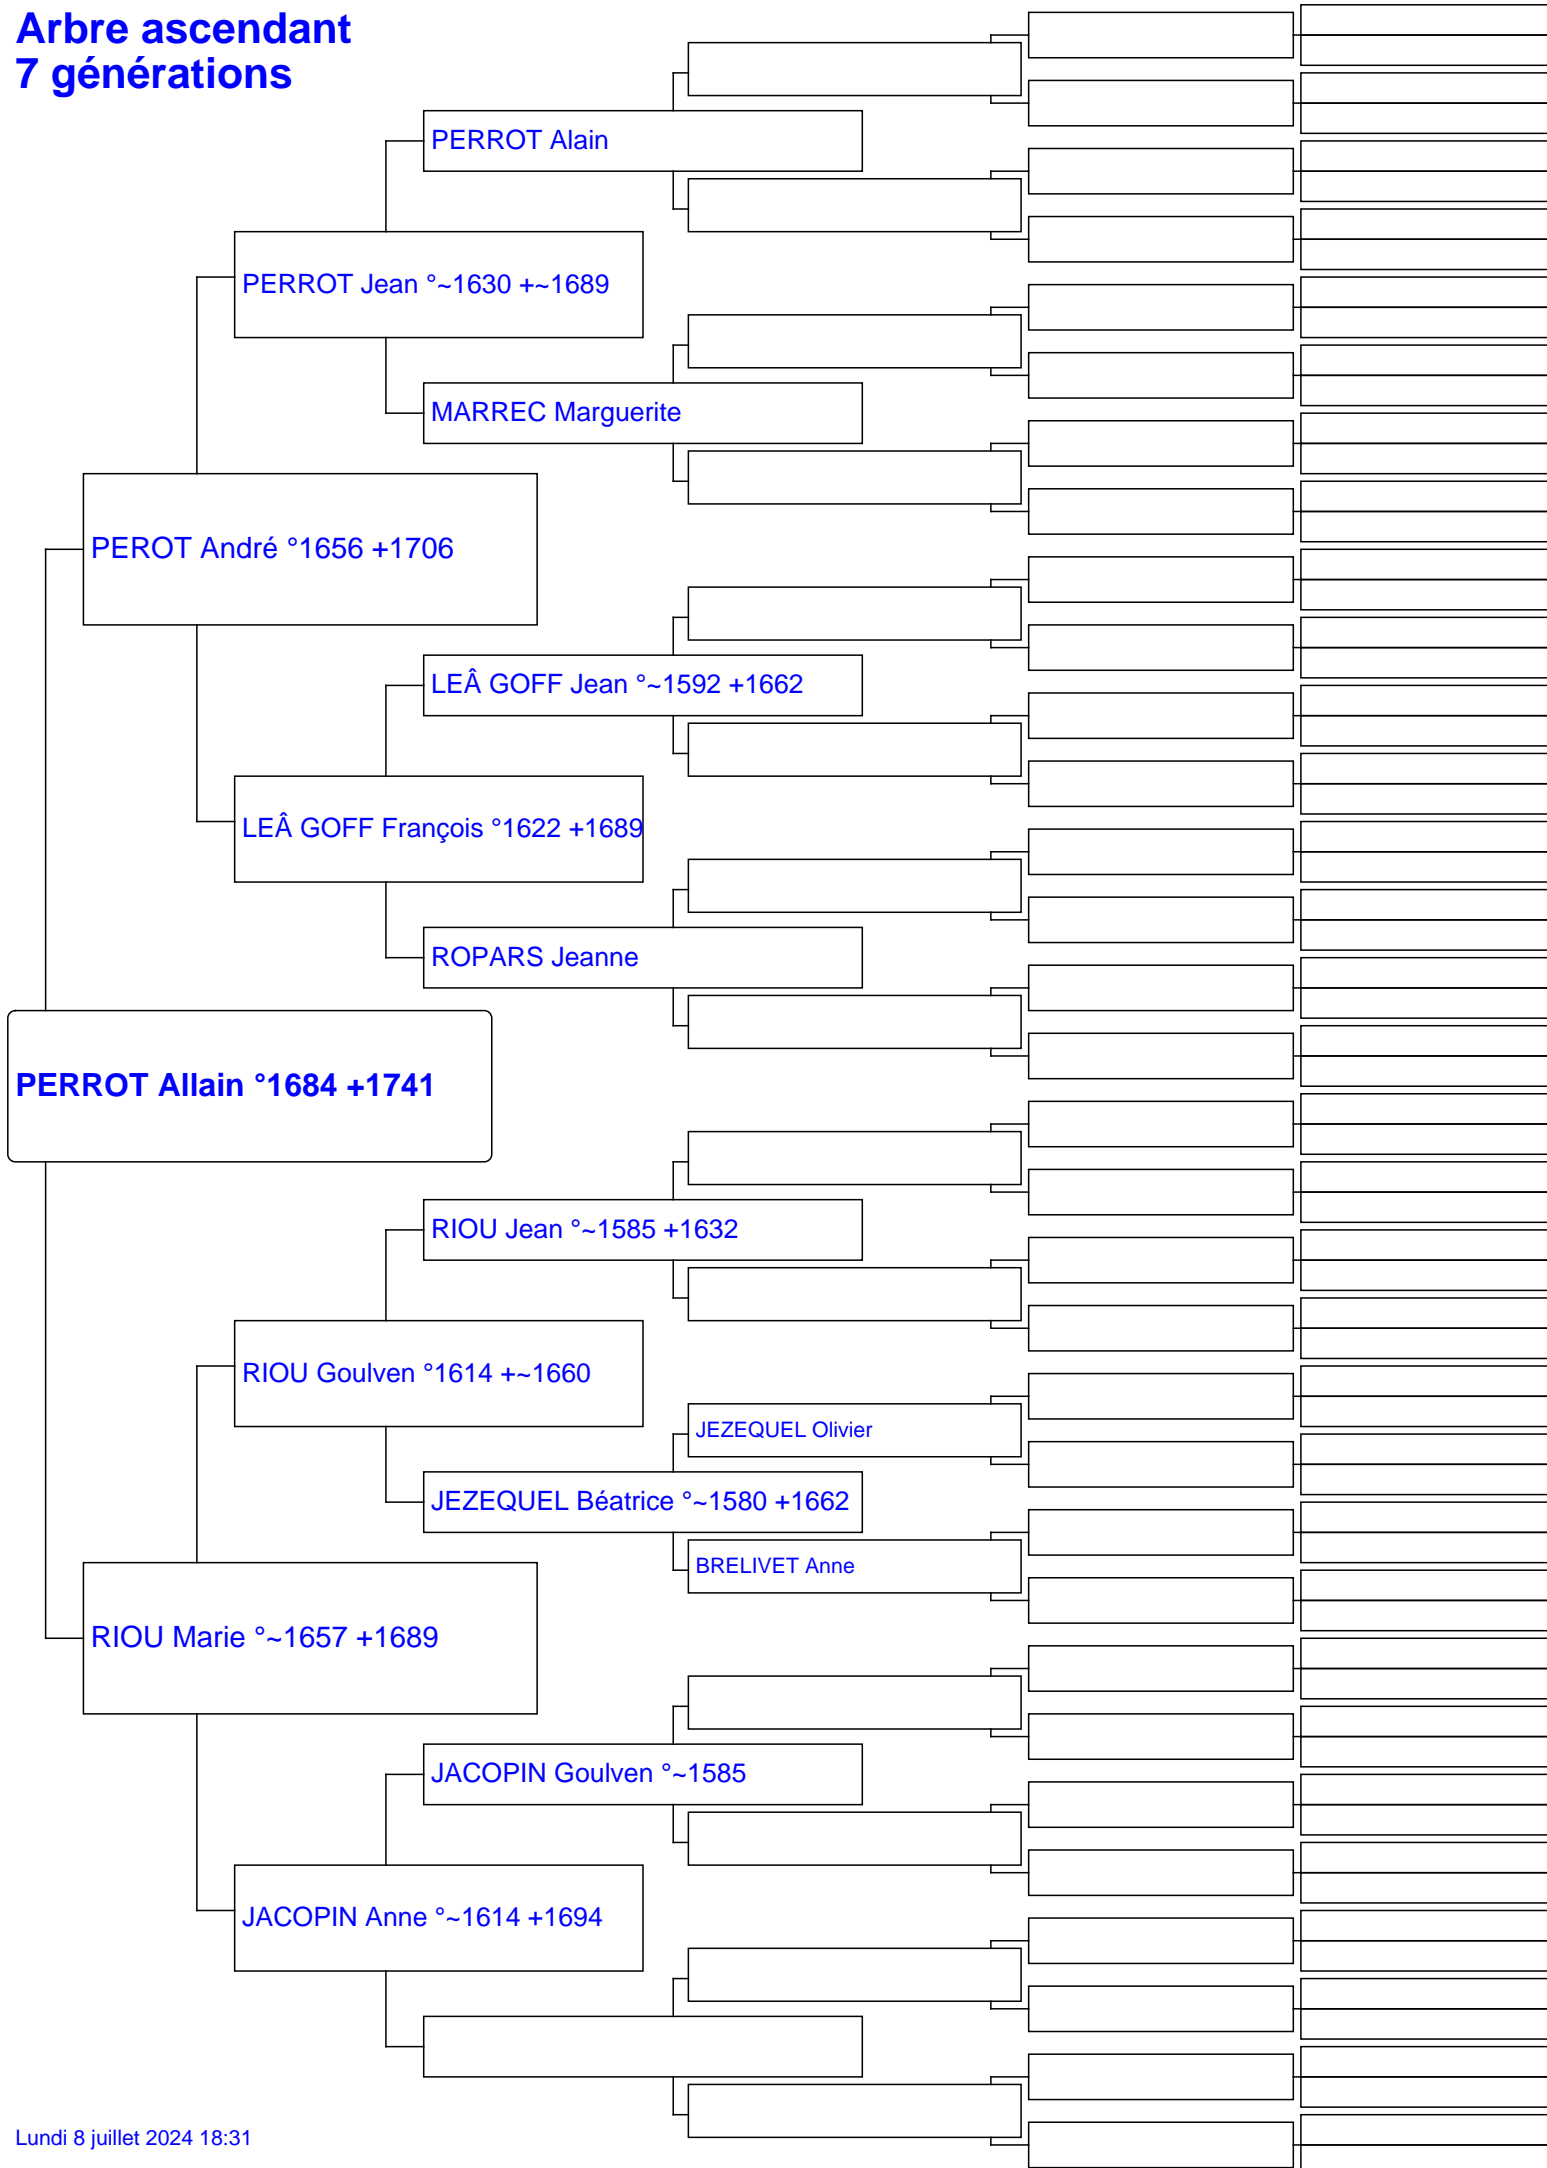 Arbre ascendant
7 générations
PERROT Alain
PERROT Jean °~1630 +~1689
MARREC Marguerite
PEROT André °1656 +1706
LEÂ GOFF Jean °~1592 +1662
LEÂ GOFF François °1622 +1689
ROPARS Jeanne
PERROT Allain °1684 +1741
RIOU Jean °~1585 +1632
RIOU Goulven °1614 +~1660
JEZEQUEL Olivier
JEZEQUEL Béatrice °~1580 +1662
BRELIVET Anne
RIOU Marie °~1657 +1689
JACOPIN Goulven °~1585
JACOPIN Anne °~1614 +1694
Lundi 8 juillet 2024 18:31